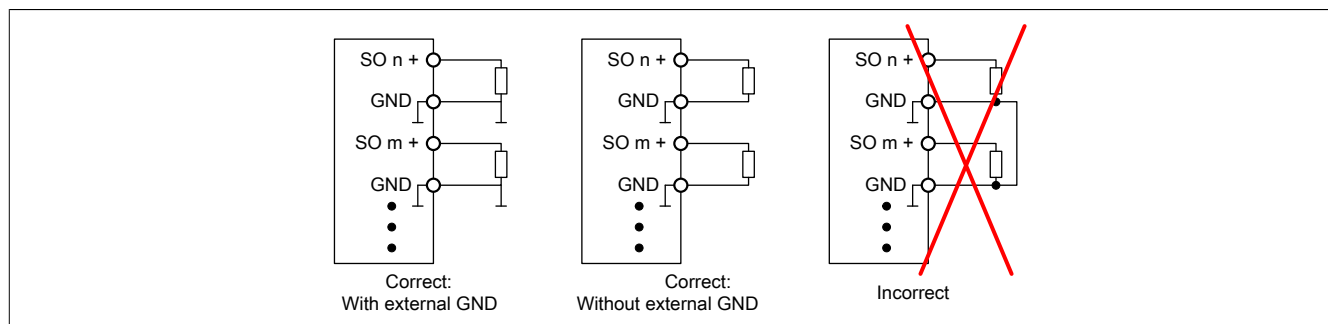 SO n +
GND
SO m +
GND
Correct:
With external GND
SO n +
GND
SO m +
GND
Correct:
Without external GND
SO n +
GND
SO m +
GND
Incorrect